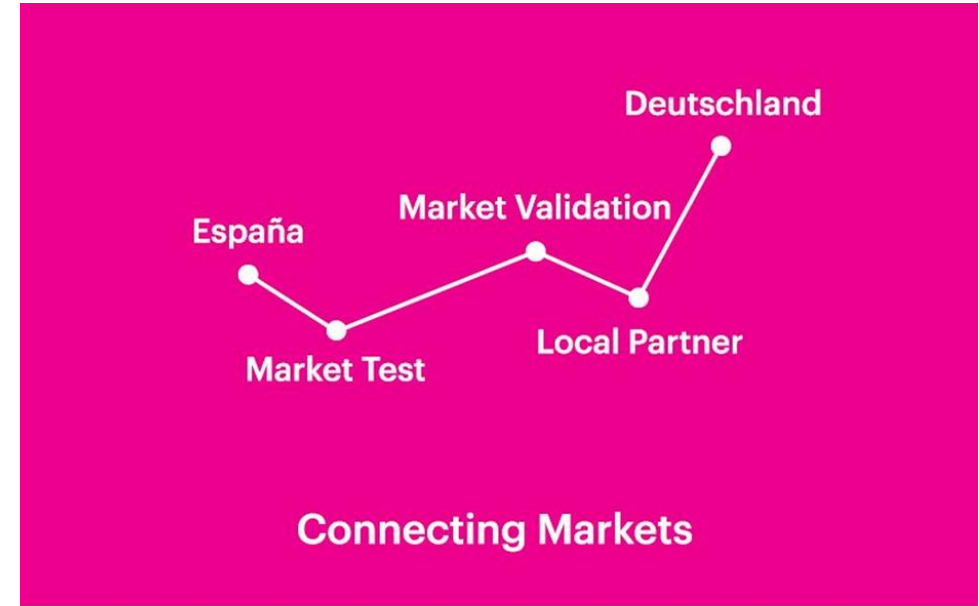 Deutschland
Market Validation
España
Local Partner
Market Test
Connecting Markets